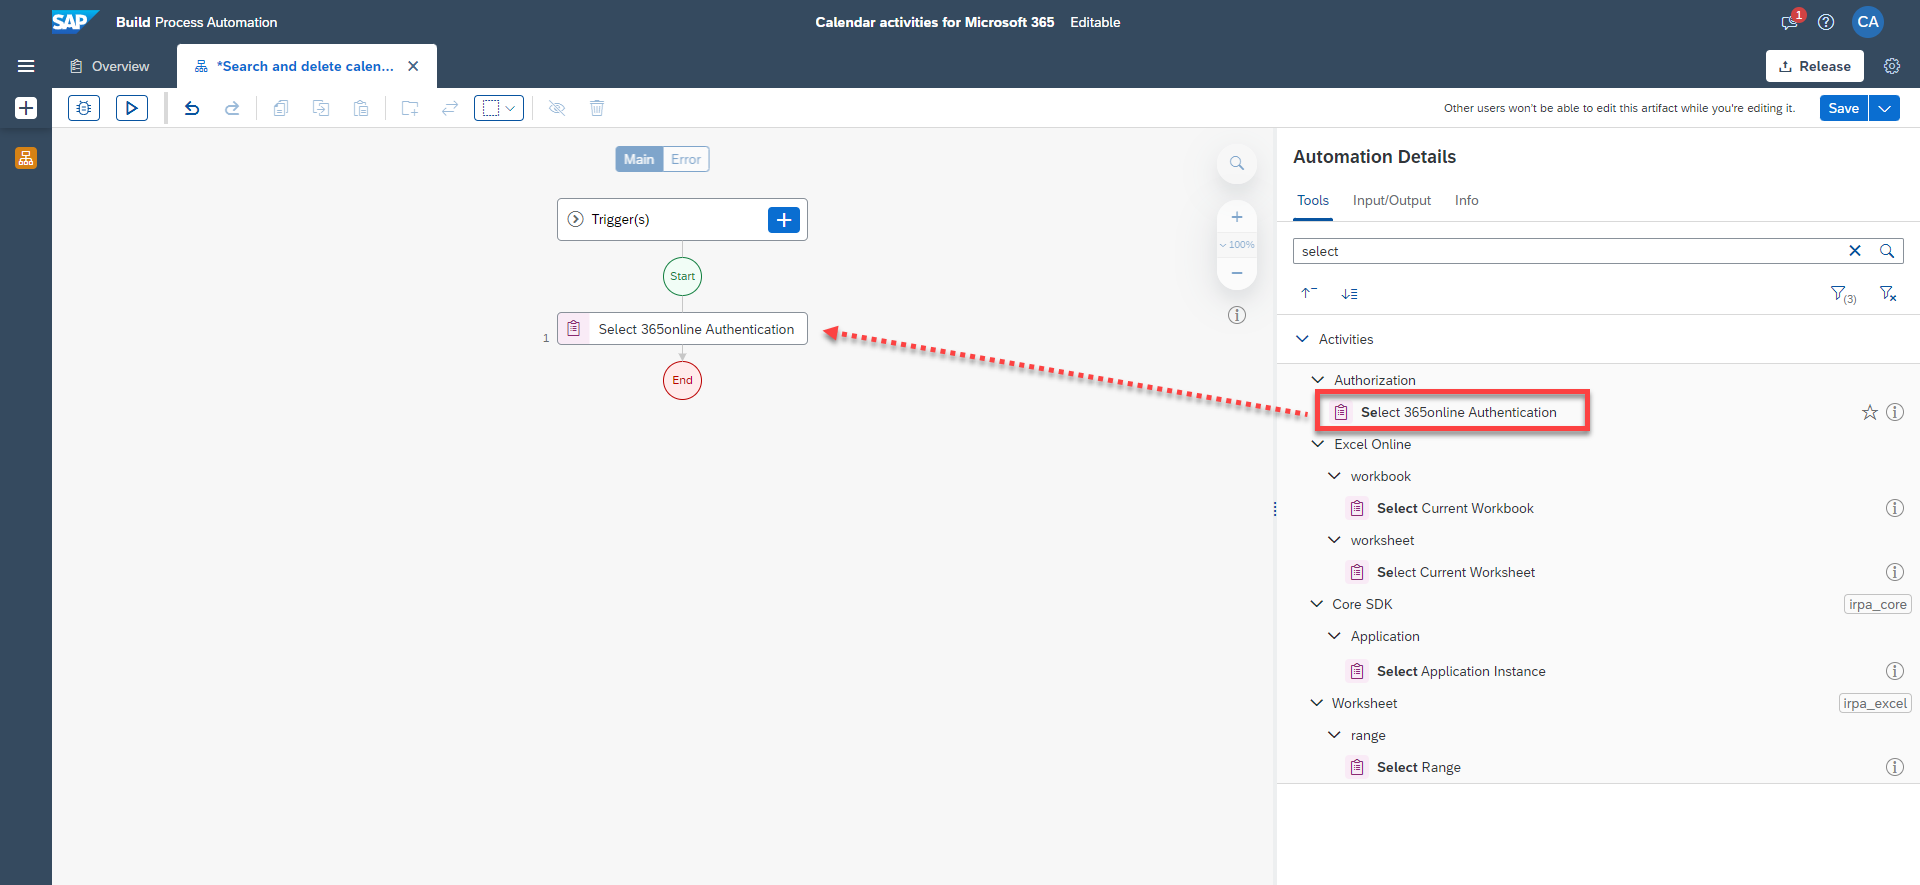 SAP Build Process Automation
Calendar activities for Microsoft 365 Editable
1
CA
Overview
*Search and delete calen...
Release
Other users won't be able to edit this artifact while you're editing it.
Save
Main Error
Trigger(s)
Start
1 Select 365online Authentication
End
100%
Automation Details
Tools Input/Output Info
select
(3)
Activities
Authorization
Select 365online Authentication
Excel Online
workbook
Select Current Workbook
worksheet
Select Current Worksheet
Core SDK irpa_core
Application
Select Application Instance
Worksheet irpa_excel
range
Select Range